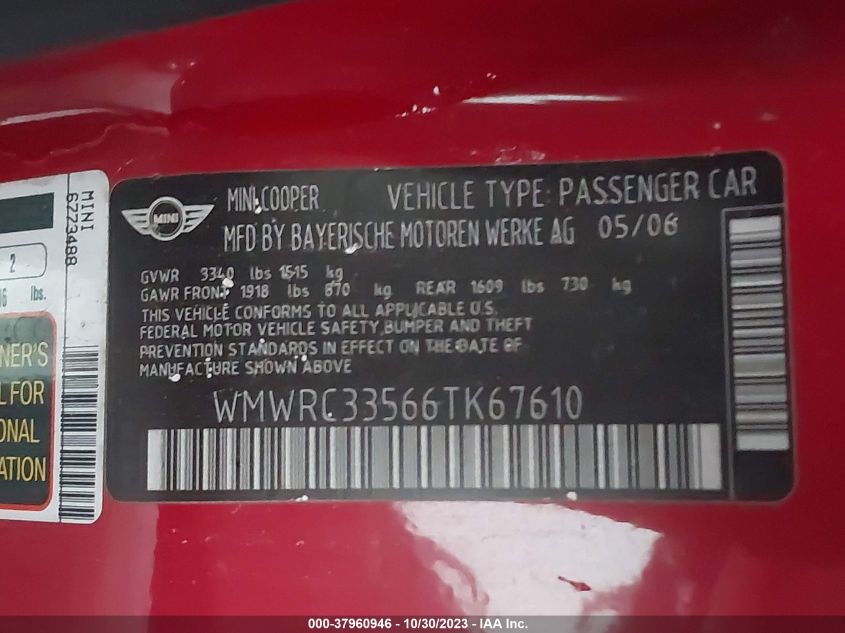 MINI COOPER VEHICLE TYPE: PASSENGER CAR
MINI
MFD BY BAYERISCHE MOTOREN WERKE AG 05/06
GVWR 3340 lbs 1515 kg
GAWR FRONT 1918 lbs 870 kg REAR 1609 lbs 730 kg
THIS VEHICLE CONFORMS TO ALL APPLICABLE U.S.
FEDERAL MOTOR VEHICLE SAFETY, BUMPER AND THEFT
PREVENTION STANDARDS IN EFFECT ON THE DATE OF
MANUFACTURE SHOWN ABOVE
WMWRC33566TK67610
MINI
6773488
2
lbs.
NER'S
L FOR
ONAL
ATION
000-37960946 - 10/30/2023 - IAA Inc.